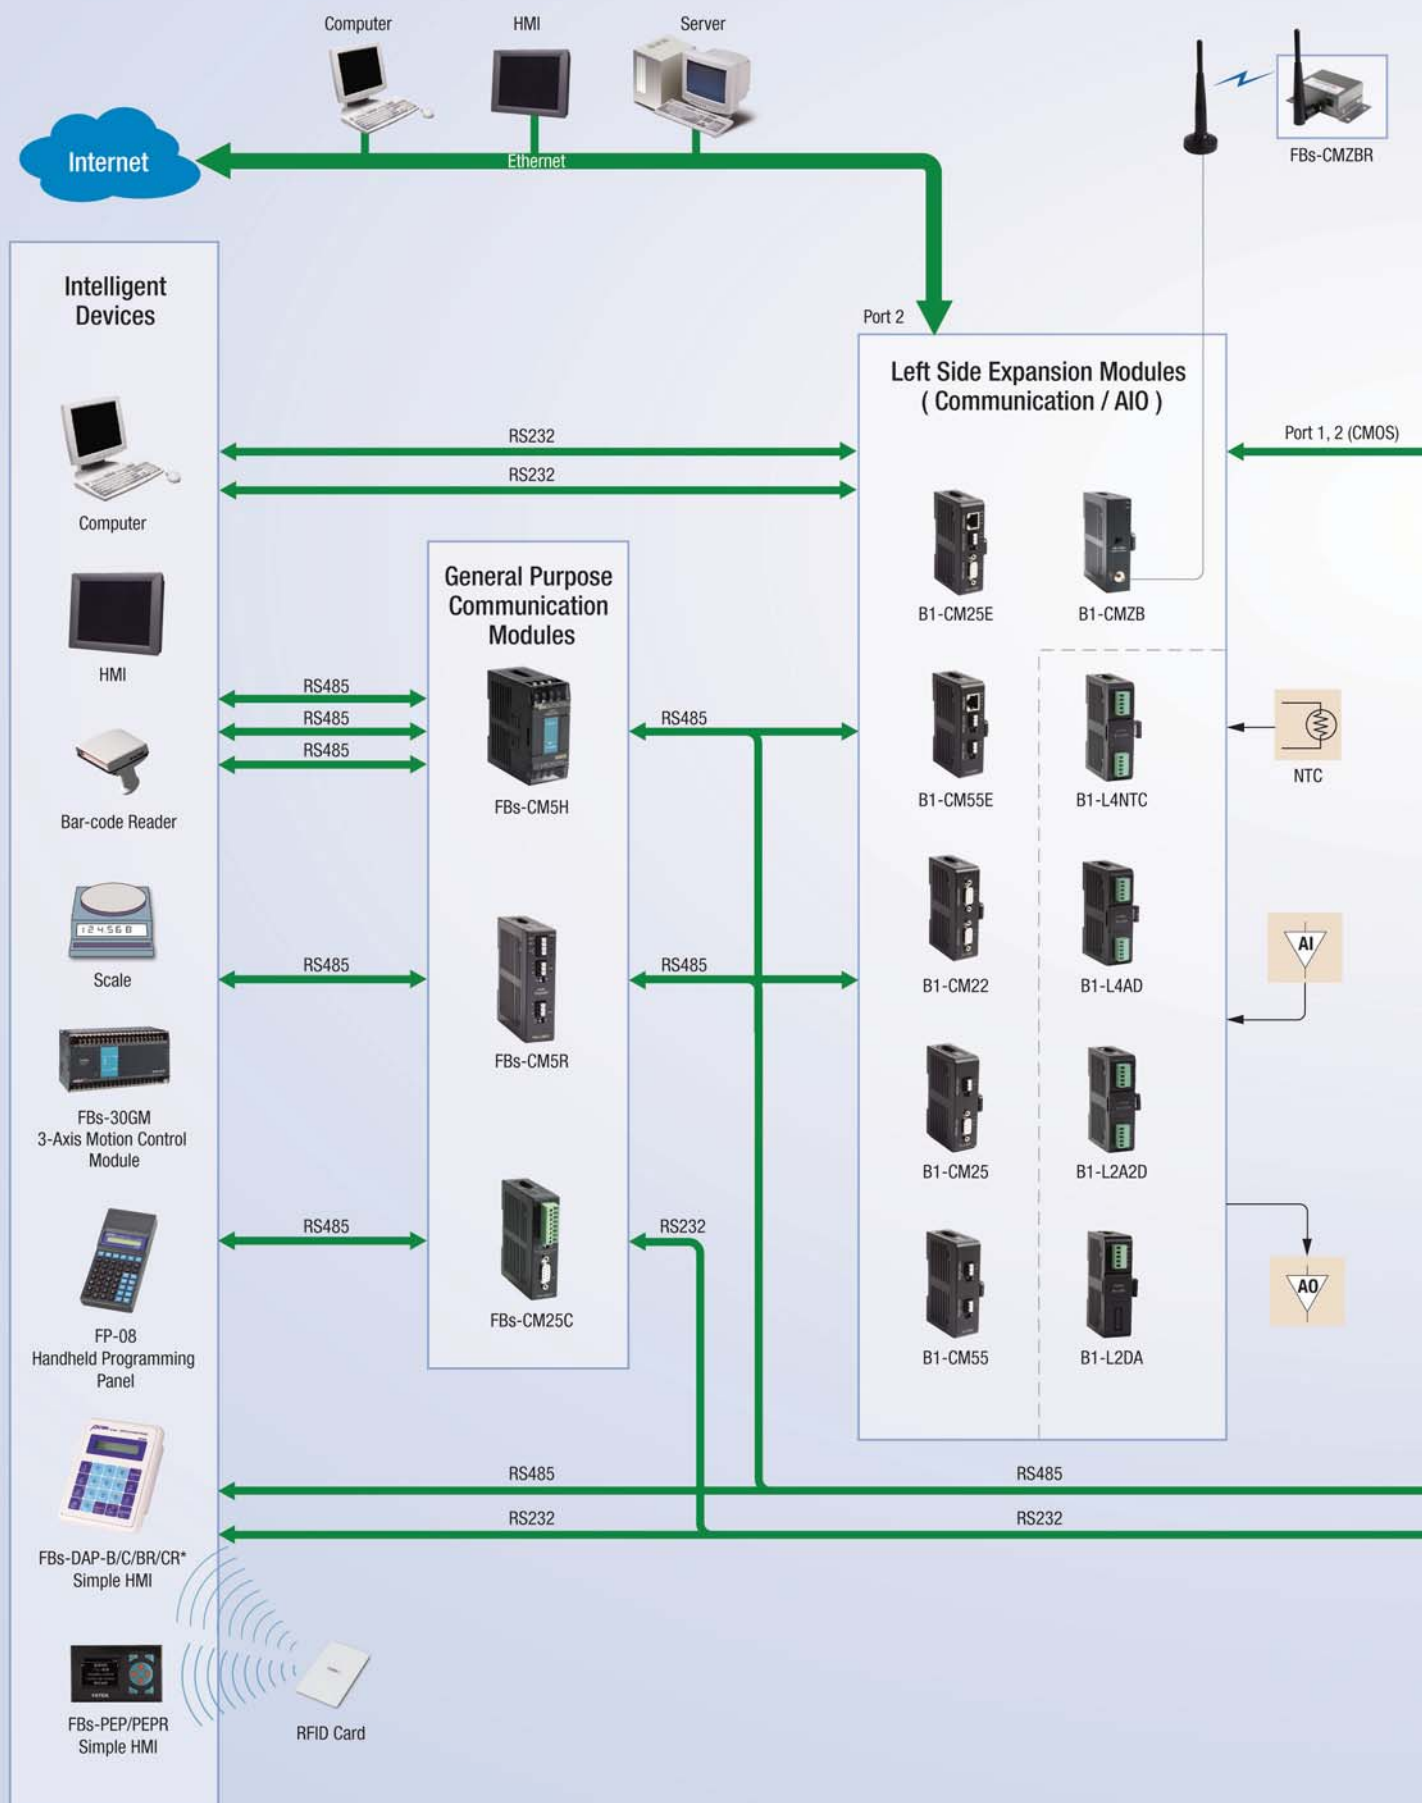 Computer
HMI
Server
Internet
Ethernet
FBs-CMZBR
Intelligent
Devices
Computer
HMI
Bar-code Reader
Scale
124568
FBs-30GM
3-Axis Motion Control
Module
FP-08
Handheld Programming
Panel
FBs-DAP-B/C/BR/CR*
Simple HMI
FBs-PEP/PEPR
Simple HMI
RFID Card
RS232
RS232
General Purpose
Communication
Modules
RS485
RS485
RS485
FBs-CM5H
RS485
RS485
FBs-CM5R
RS485
RS485
FBs-CM25C
RS232
Port 2
Left Side Expansion Modules
( Communication / AIO )
B1-CM25E
B1-CMZB
B1-CM55E
B1-L4NTC
B1-CM22
B1-L4AD
B1-CM25
B1-L2A2D
B1-CM55
B1-L2DA
Port 1, 2 (CMOS)
NTC
AI
AO
RS485
RS485
RS232
RS232